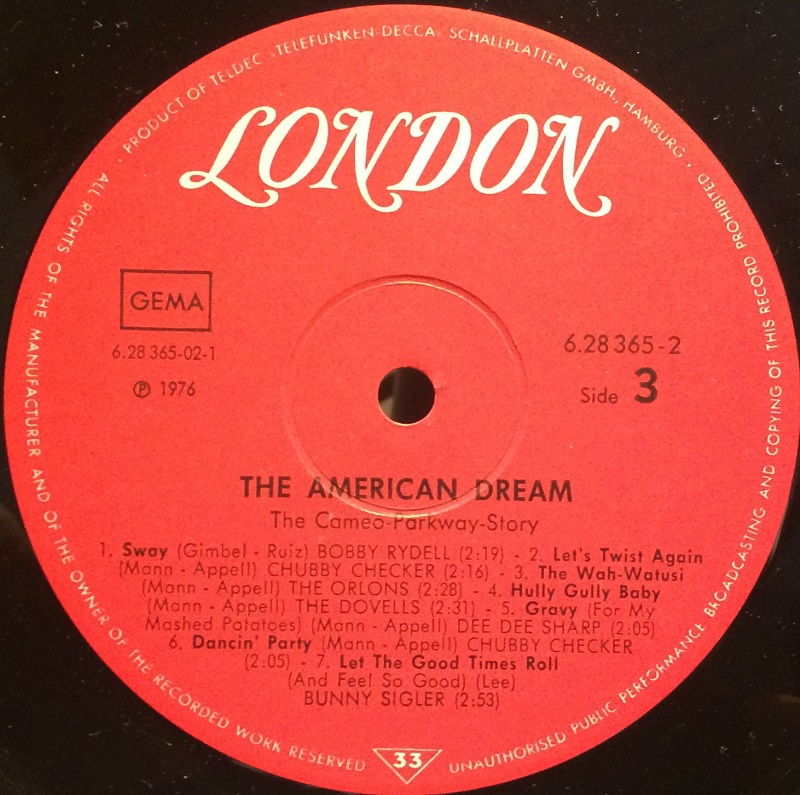 PRODUCT OF TELDEC »TELEFUNKEN-DECCA« SCHALLPLATTEN GMBH., HAMBURG ·
LONDON
GEMA
6.28 365-02-1
Ⓟ 1976
6.28 365-2
Side 3
THE AMERICAN DREAM
The Cameo-Parkway-Story
1. Sway (Gimbel - Ruiz) BOBBY RYDELL (2:19) - 2. Let's Twist Again
(Mann - Appell) CHUBBY CHECKER (2:16) - 3. The Wah-Watusi
(Mann - Appell) THE ORLONS (2:28) - 4. Hully Gully Baby
(Mann - Appell) THE DOVELLS (2:31) - 5. Gravy (For My
Mashed Potatoes) (Mann - Appell) DEE DEE SHARP (2:05)
6. Dancin' Party (Mann - Appell) CHUBBY CHECKER
(2:05) - 7. Let The Good Times Roll
(And Feel So Good) (Lee)
BUNNY SIGLER (2:53)
33
ALL RIGHTS OF THE MANUFACTURER AND OF THE OWNER OF THE RECORDED WORK RESERVED
UNAUTHORISED PUBLIC PERFORMANCE BROADCASTING AND COPYING OF THIS RECORD PROHIBITED